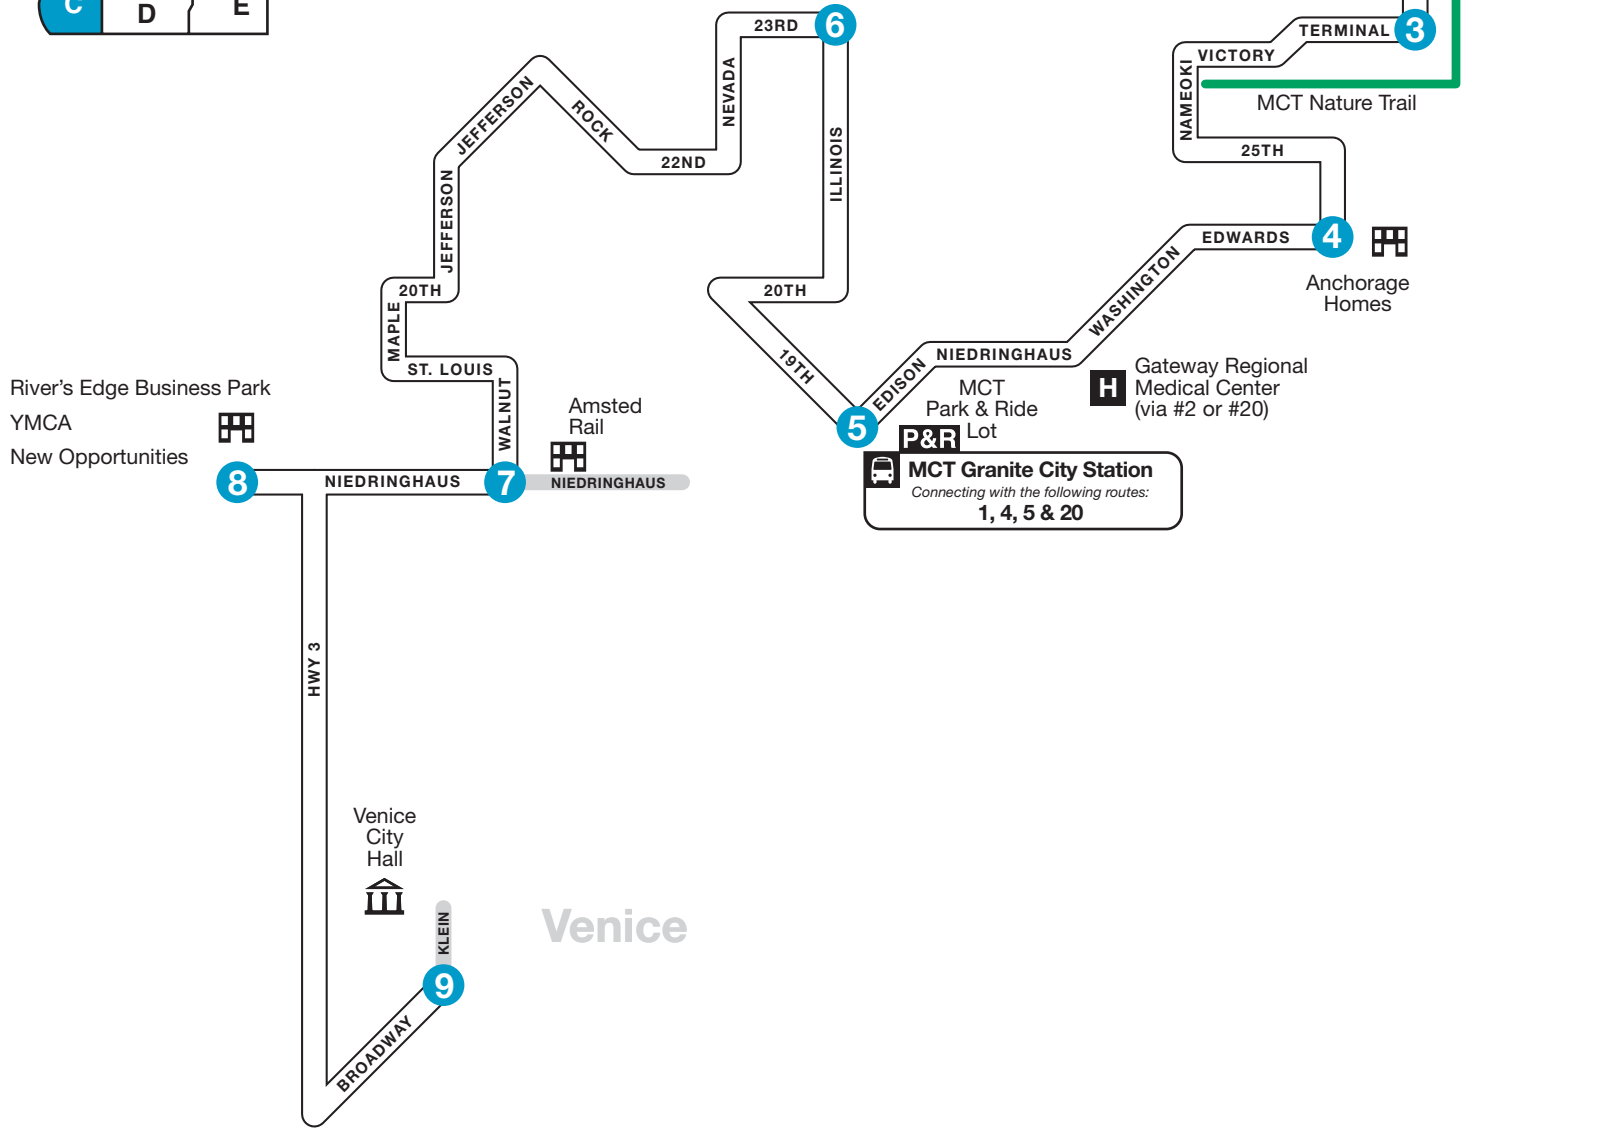 C
D
E
23RD
6
TERMINAL
3
VICTORY
NAMEOKI
MCT Nature Trail
25TH
NEVADA
JEFFERSON
ROCK
22ND
ILLINOIS
JEFFERSON
20TH
MAPLE
ST. LOUIS
WALNUT
20TH
19TH
EDWARDS
4
WASHINGTON
Anchorage
Homes
NIEDRINGHAUS
EDISON
5
MCT
Park & Ride
Lot
P&R
H
Gateway Regional
Medical Center
(via #2 or #20)
MCT Granite City Station
Connecting with the following routes:
1, 4, 5 & 20
River's Edge Business Park
YMCA
New Opportunities
8
NIEDRINGHAUS
7
Amsted
Rail
NIEDRINGHAUS
HWY 3
Venice
City
Hall
KLEIN
Venice
9
BROADWAY